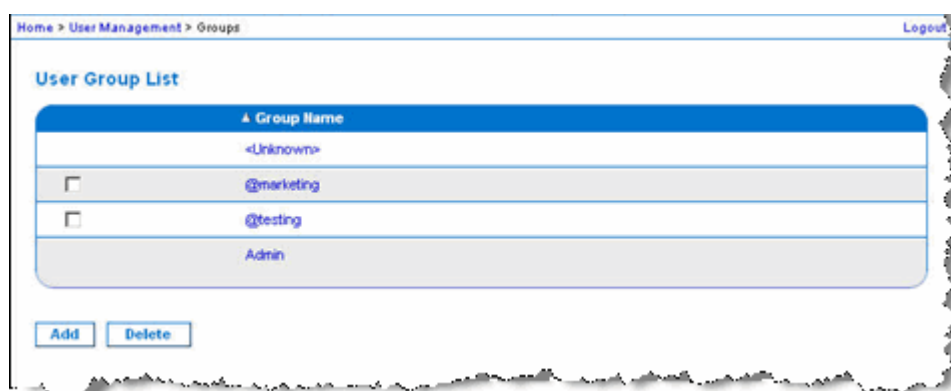 Home > User Management > Groups Logout
User Group List
▲ Group Name
<Unknown>
@marketing
@testing
Admin
Add Delete